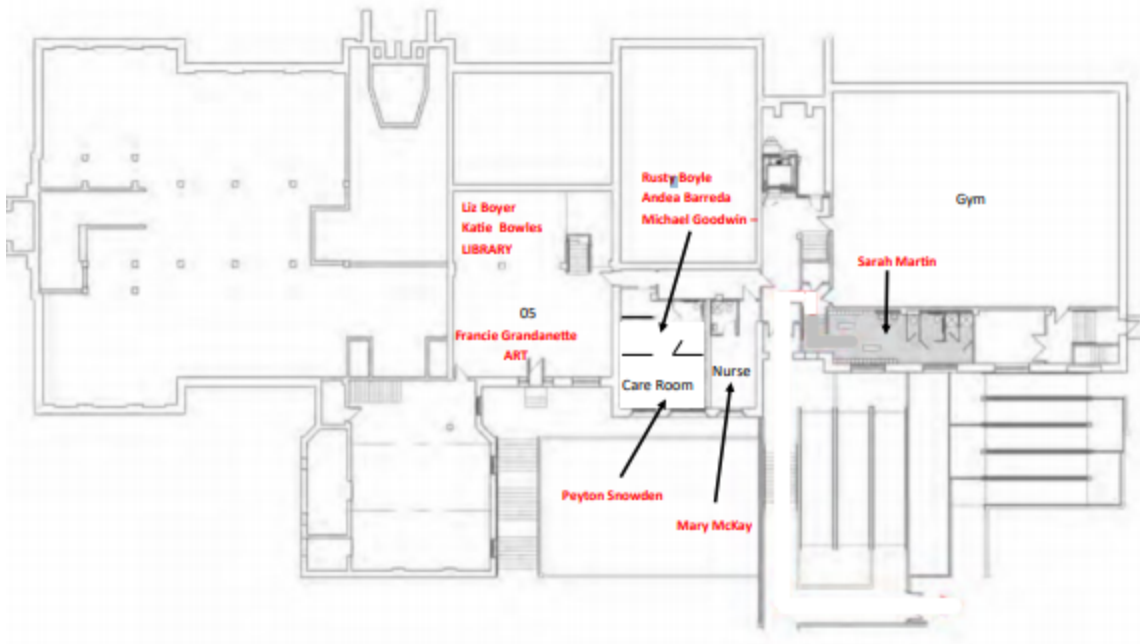 Rusty Boyle
Andea Barreda
Michael Goodwin –
Gym
Liz Boyer
Katie Bowles
LIBRARY
Sarah Martin
05
Francie Grandanette
ART
Care Room
Nurse
Peyton Snowden
Mary McKay